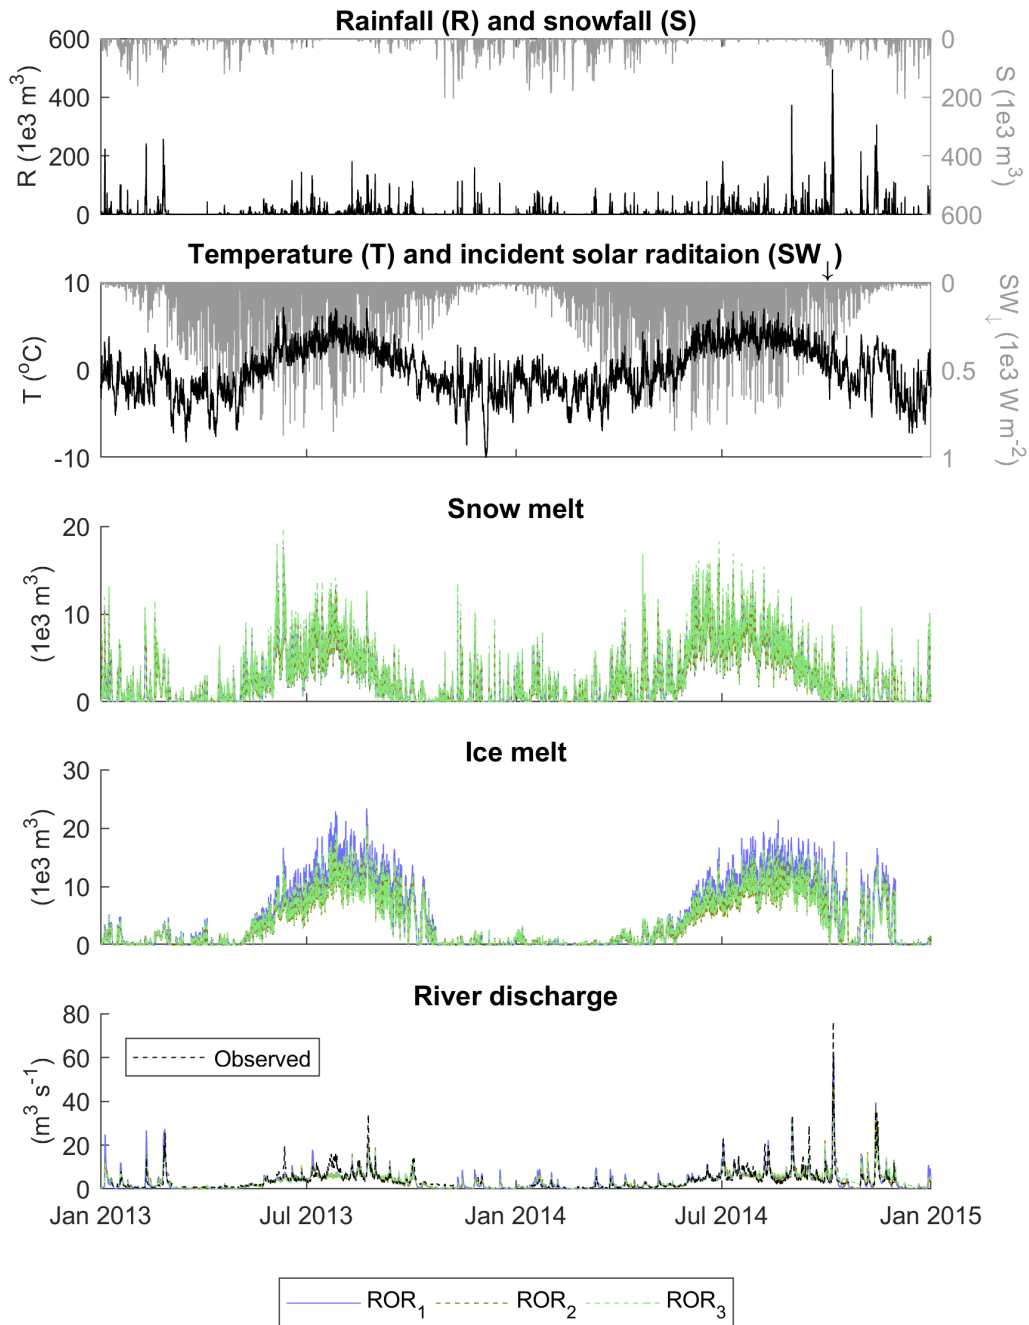 Rainfall (R) and snowfall (S)
600
400
200
0
R (1e3 m³)
0
200
400
600
S (1e3 m³)
Temperature (T) and incident solar raditaion (SW↓)
10
0
-10
T (°C)
0
0.5
1
SW↓ (1e3 W m⁻²)
Snow melt
20
10
0
(1e3 m³)
Ice melt
30
20
10
0
(1e3 m³)
River discharge
80
60
40
20
0
(m³ s⁻¹)
Observed
Jan 2013 Jul 2013 Jan 2014 Jul 2014 Jan 2015
ROR₁ ROR₂ ROR₃